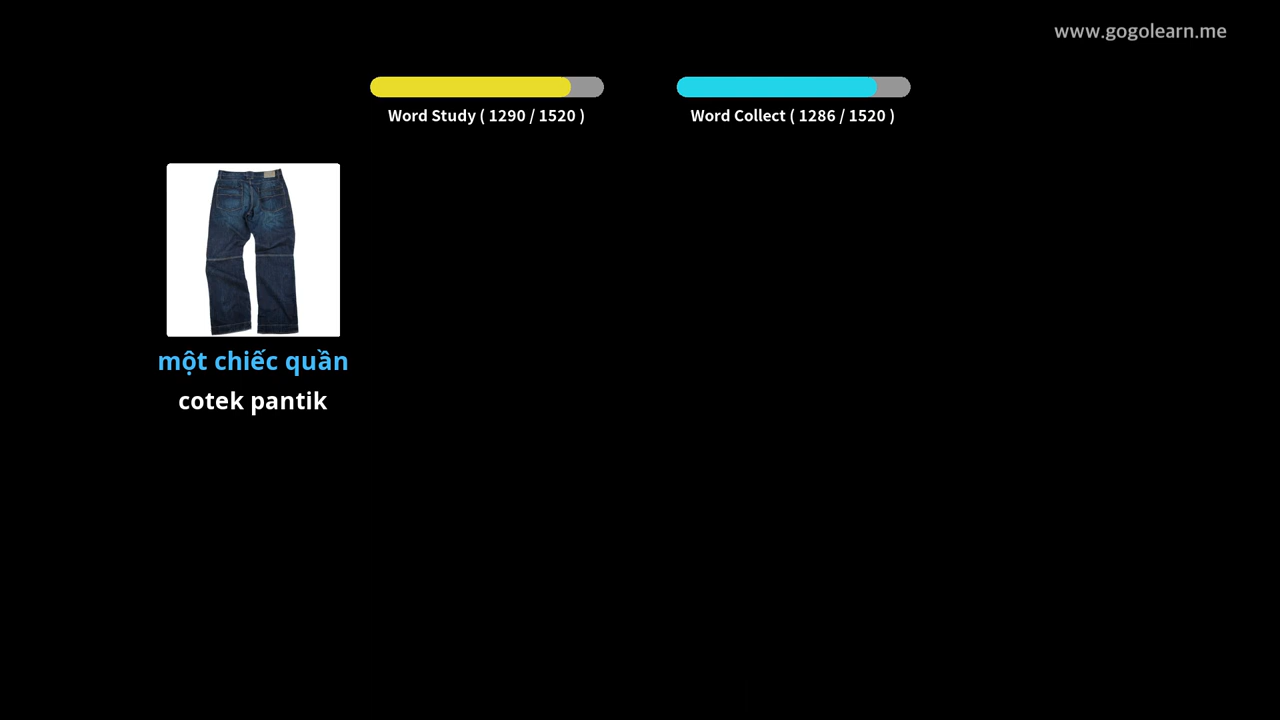 www.gogolearn.me
Word Study ( 1290 / 1520 )
Word Collect ( 1286 / 1520 )
một chiếc quần
cotek pantik